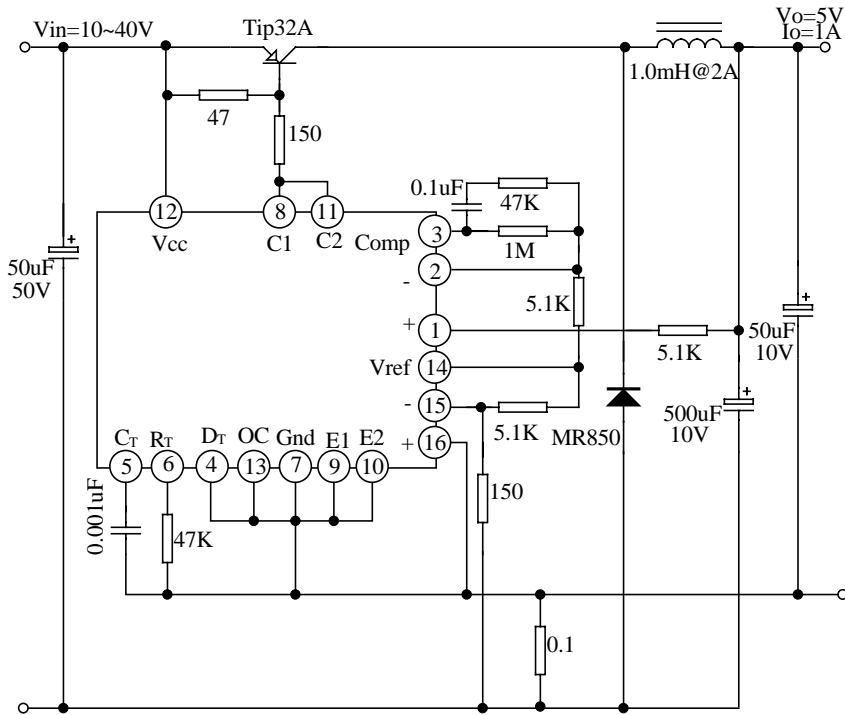 Vin=10~40V
Tip32A
Vo=5V
Io=1A
1.0mH@2A
47
150
0.1uF
47K
12
8
11
3
Vcc
C1
C2
Comp
1M
2
-
50uF
50V
+
5.1K
+
1
5.1K
50uF
10V
+
Vref
14
-
15
5.1K
MR850
500uF
10V
+
+
16
CT
RT
DT
OC
Gnd
E1
E2
5
6
4
13
7
9
10
0.001uF
47K
150
0.1